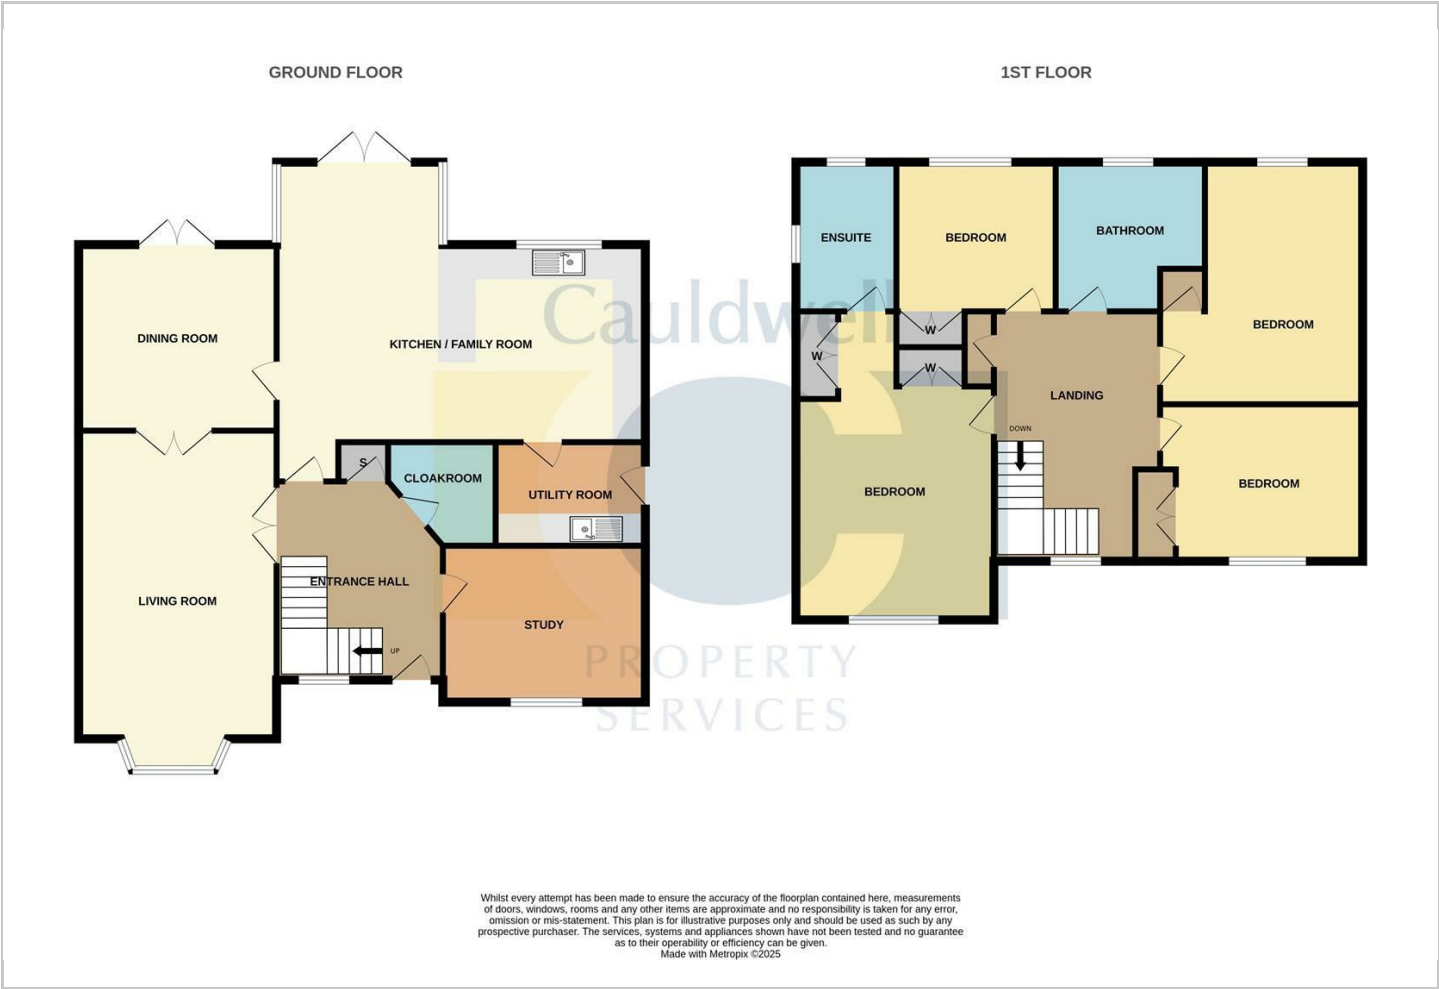 GROUND FLOOR
1ST FLOOR
DINING ROOM
KITCHEN / FAMILY ROOM
S
CLOAKROOM
UTILITY ROOM
LIVING ROOM
ENTRANCE HALL
UP
STUDY
ENSUITE
BEDROOM
BATHROOM
BEDROOM
W
W
W
LANDING
DOWN
BEDROOM
BEDROOM
Cauldwell
PROPERTY
SERVICES
Whilst every attempt has been made to ensure the accuracy of the floorplan contained here, measurements
of doors, windows, rooms and any other items are approximate and no responsibility is taken for any error,
omission or mis-statement. This plan is for illustrative purposes only and should be used as such by any
prospective purchaser. The services, systems and appliances shown have not been tested and no guarantee
as to their operability or efficiency can be given.
Made with Metropix ©2025